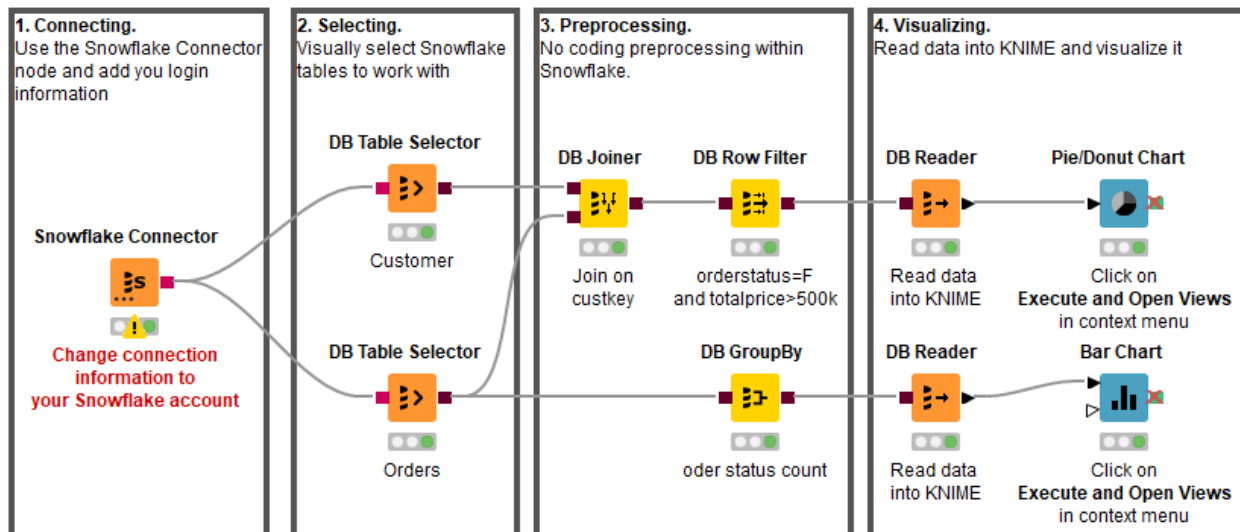 1. Connecting.
Use the Snowflake Connector
node and add you login
information
Snowflake Connector
S
Change connection
information to
your Snowflake account
2. Selecting.
Visually select Snowflake
tables to work with
DB Table Selector
Customer
DB Table Selector
Orders
3. Preprocessing.
No coding preprocessing within
Snowflake.
DB Joiner
Join on
custkey
DB Row Filter
orderstatus=F
and totalprice>500k
DB GroupBy
oder status count
4. Visualizing.
Read data into KNIME and visualize it
DB Reader
Read data
into KNIME
Pie/Donut Chart
Click on
Execute and Open Views
in context menu
DB Reader
Read data
into KNIME
Bar Chart
Click on
Execute and Open Views
in context menu